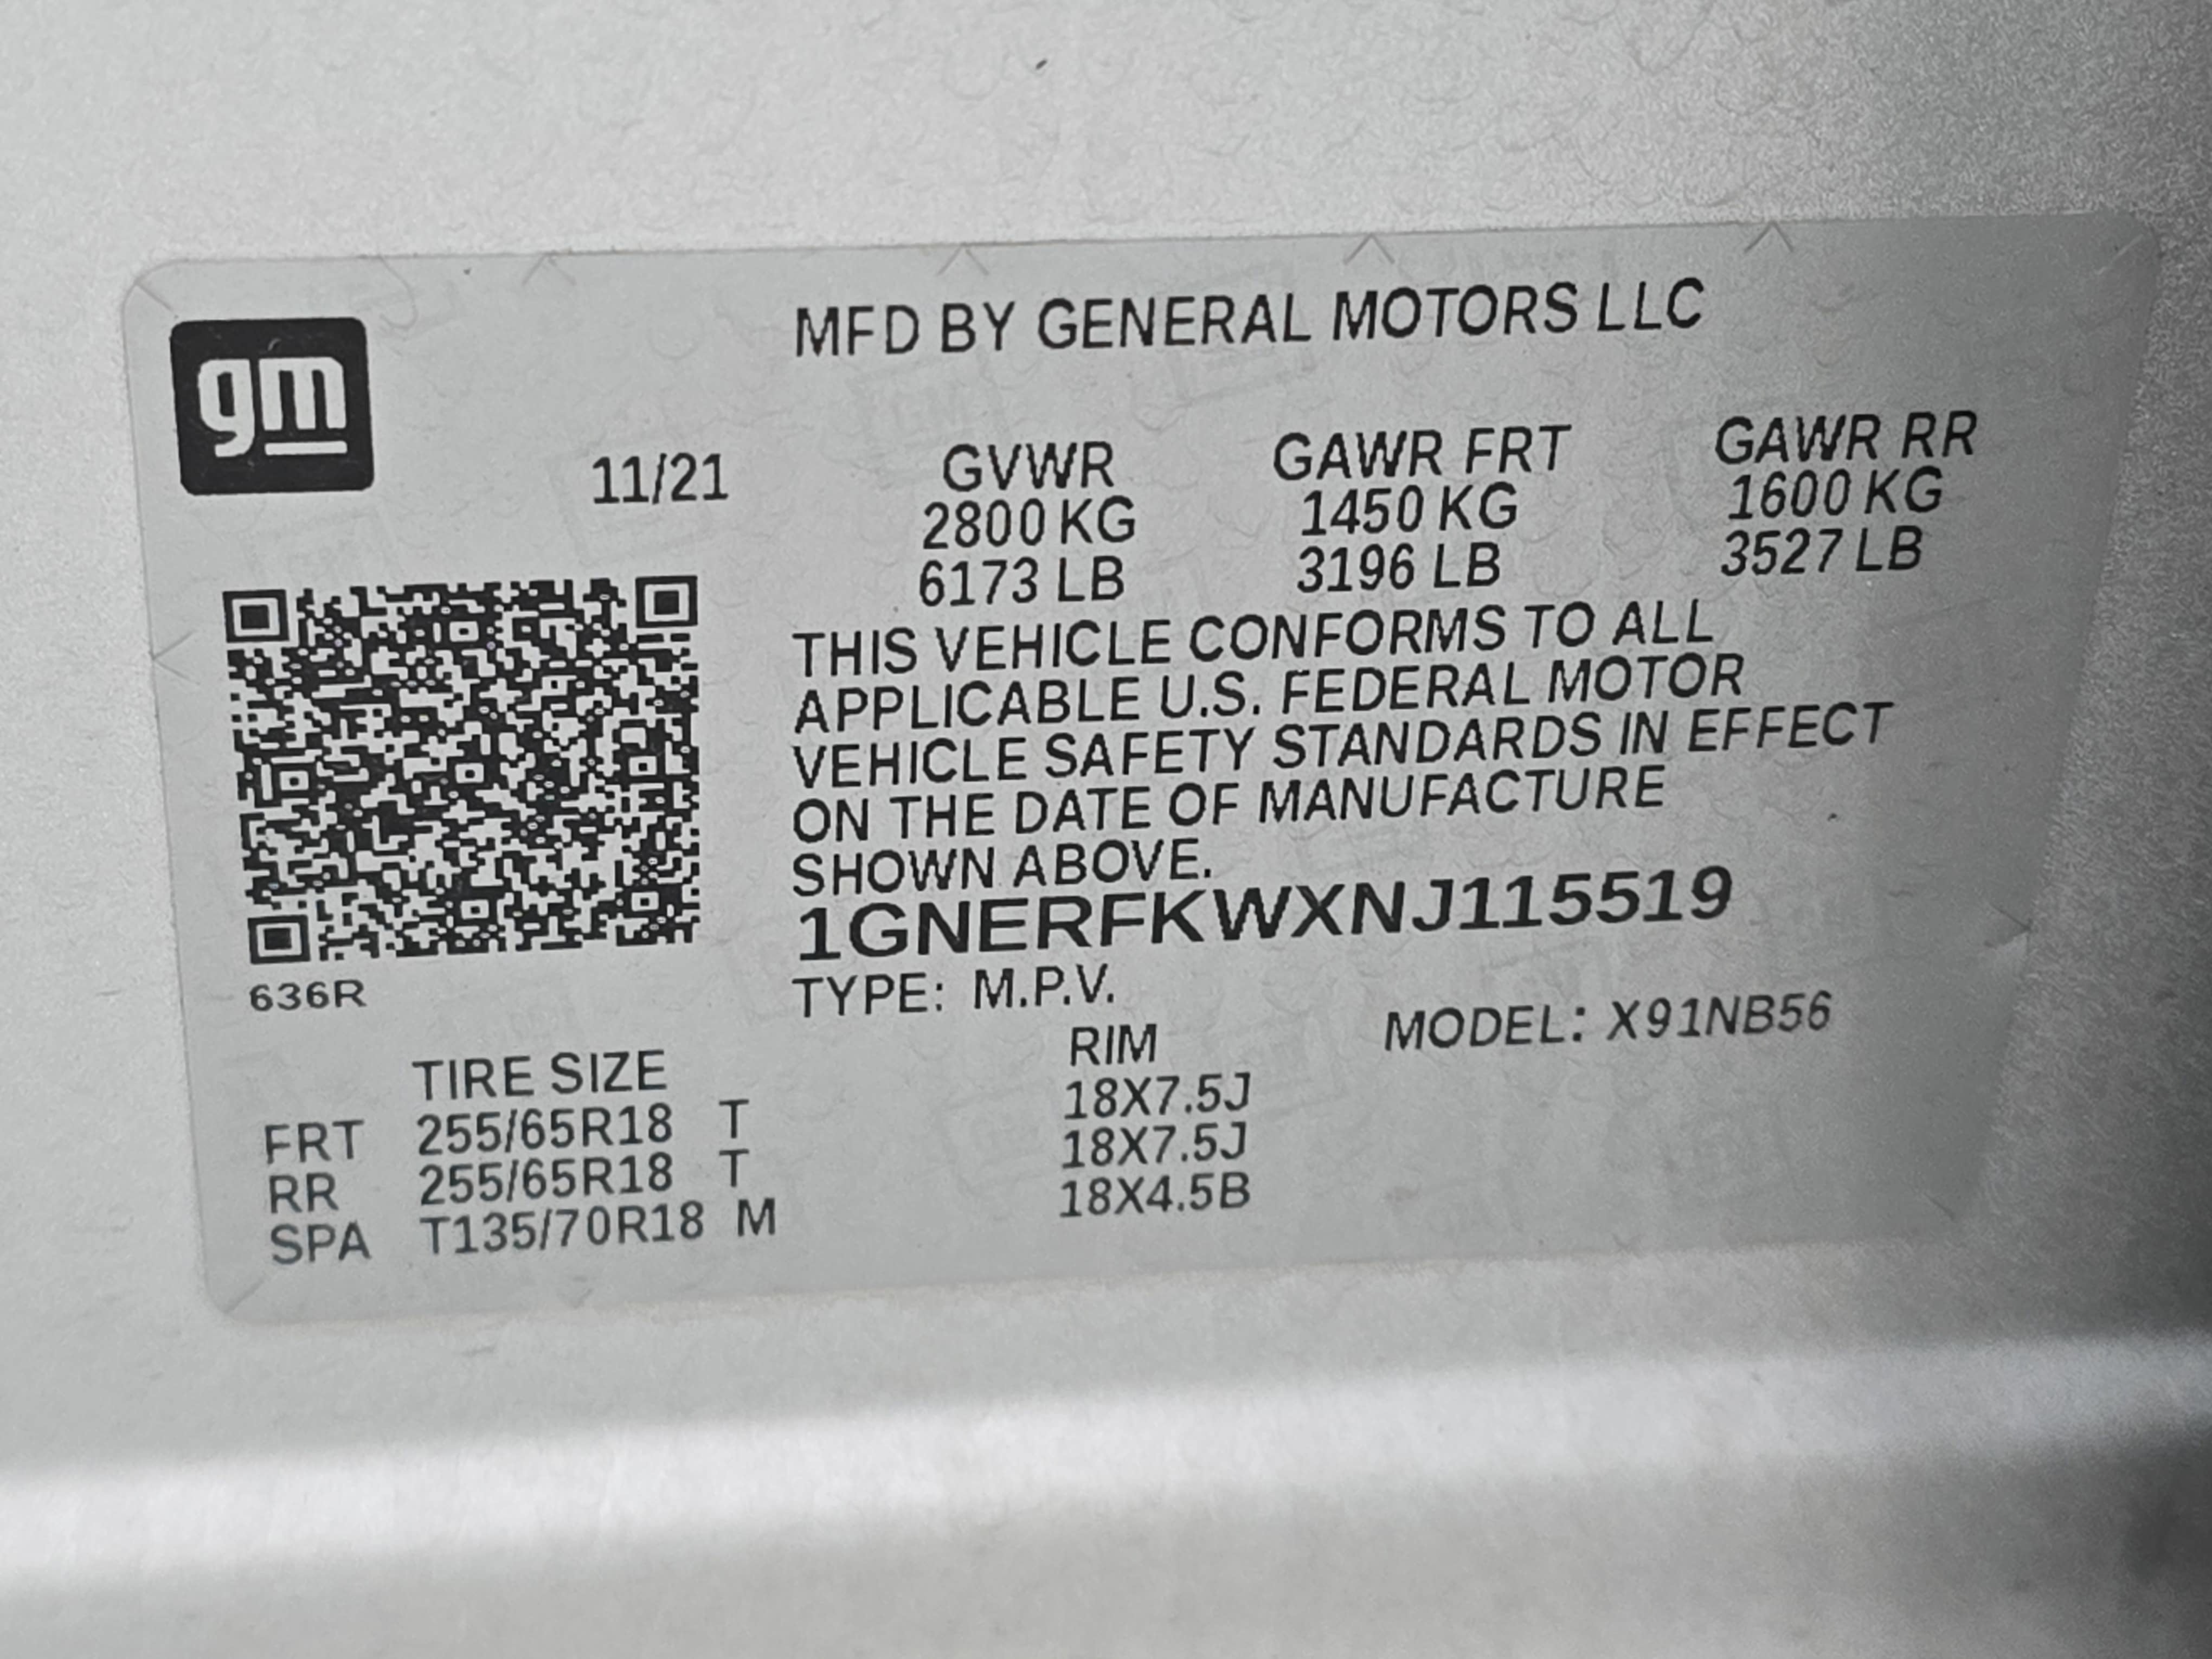 gm
MFD BY GENERAL MOTORS LLC
11/21
GVWR GAWR FRT GAWR RR
2800 KG 1450 KG 1600 KG
6173 LB 3196 LB 3527 LB
THIS VEHICLE CONFORMS TO ALL
APPLICABLE U.S. FEDERAL MOTOR
VEHICLE SAFETY STANDARDS IN EFFECT
ON THE DATE OF MANUFACTURE
SHOWN ABOVE.
1GNERFKWXNJ115519
636R
TYPE: M.P.V. MODEL: X91NB56
TIRE SIZE RIM
FRT 255/65R18 T 18X7.5J
RR 255/65R18 T 18X7.5J
SPA T135/70R18 M 18X4.5B